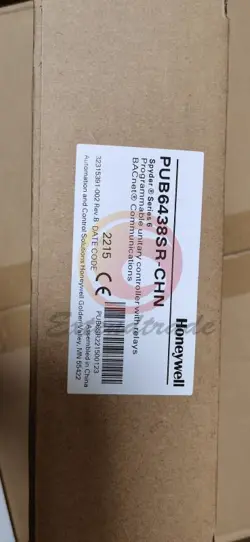 Honeywell
PUB6438SR-CHN
Spyder ® Series 6
Programmable unitary controller with relays
BACnet® Communications
2215
32315391-002 Rev.B DATE CODE
Automation and Control Solutions Honeywell Golden Valley, MN 55422
Assembled in China